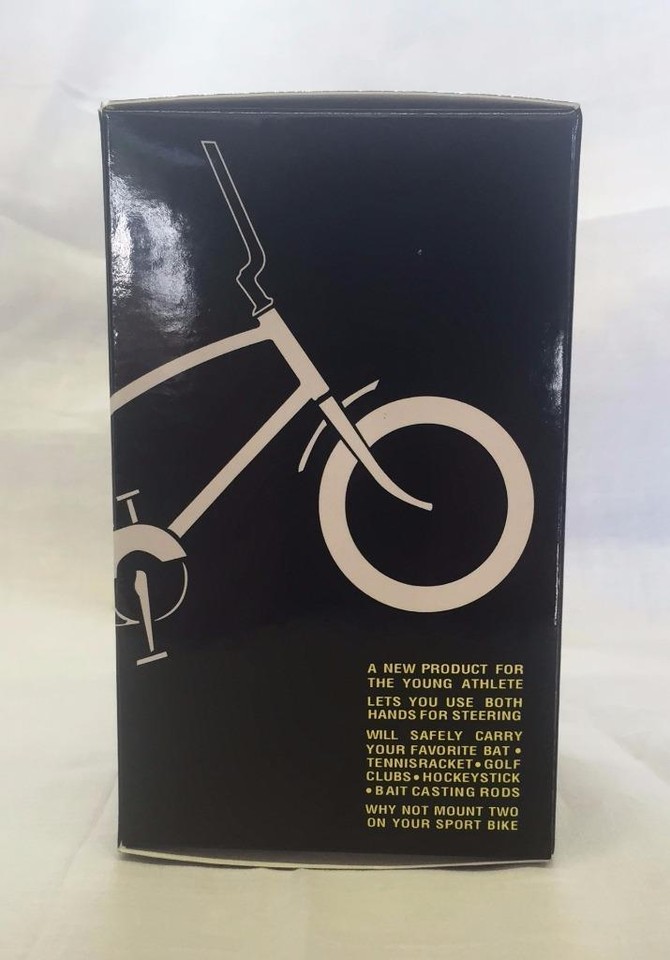 A NEW PRODUCT FOR
THE YOUNG ATHLETE
LETS YOU USE BOTH
HANDS FOR STEERING
WILL SAFELY CARRY
YOUR FAVORITE BAT •
TENNISRACKET • GOLF
CLUBS • HOCKEYSTICK
• BAIT CASTING RODS
WHY NOT MOUNT TWO
ON YOUR SPORT BIKE